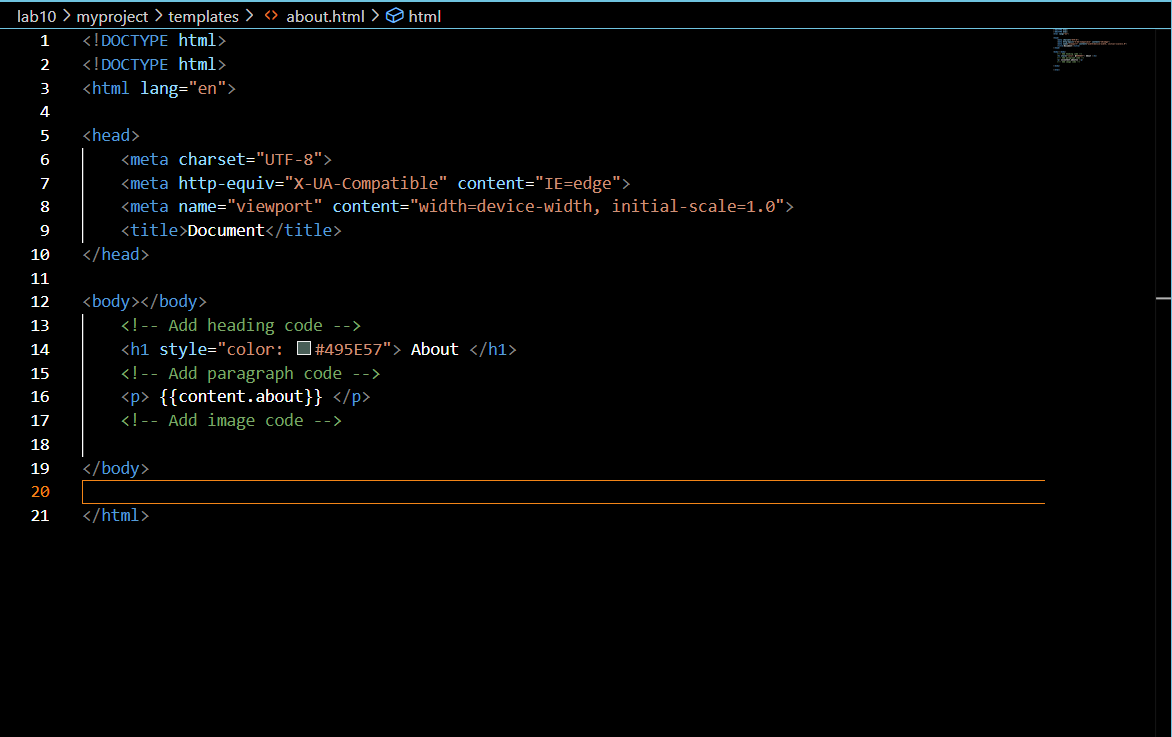 lab10 > myproject > templates > <> about.html > html
1 <!DOCTYPE html>
2 <!DOCTYPE html>
3 <html lang="en">
4
5 <head>
6     <meta charset="UTF-8">
7     <meta http-equiv="X-UA-Compatible" content="IE=edge">
8     <meta name="viewport" content="width=device-width, initial-scale=1.0">
9     <title>Document</title>
10 </head>
11
12 <body></body>
13     <!-- Add heading code -->
14     <h1 style="color: #495E57"> About </h1>
15     <!-- Add paragraph code -->
16     <p> {{content.about}} </p>
17     <!-- Add image code -->
18
19 </body>
20
21 </html>